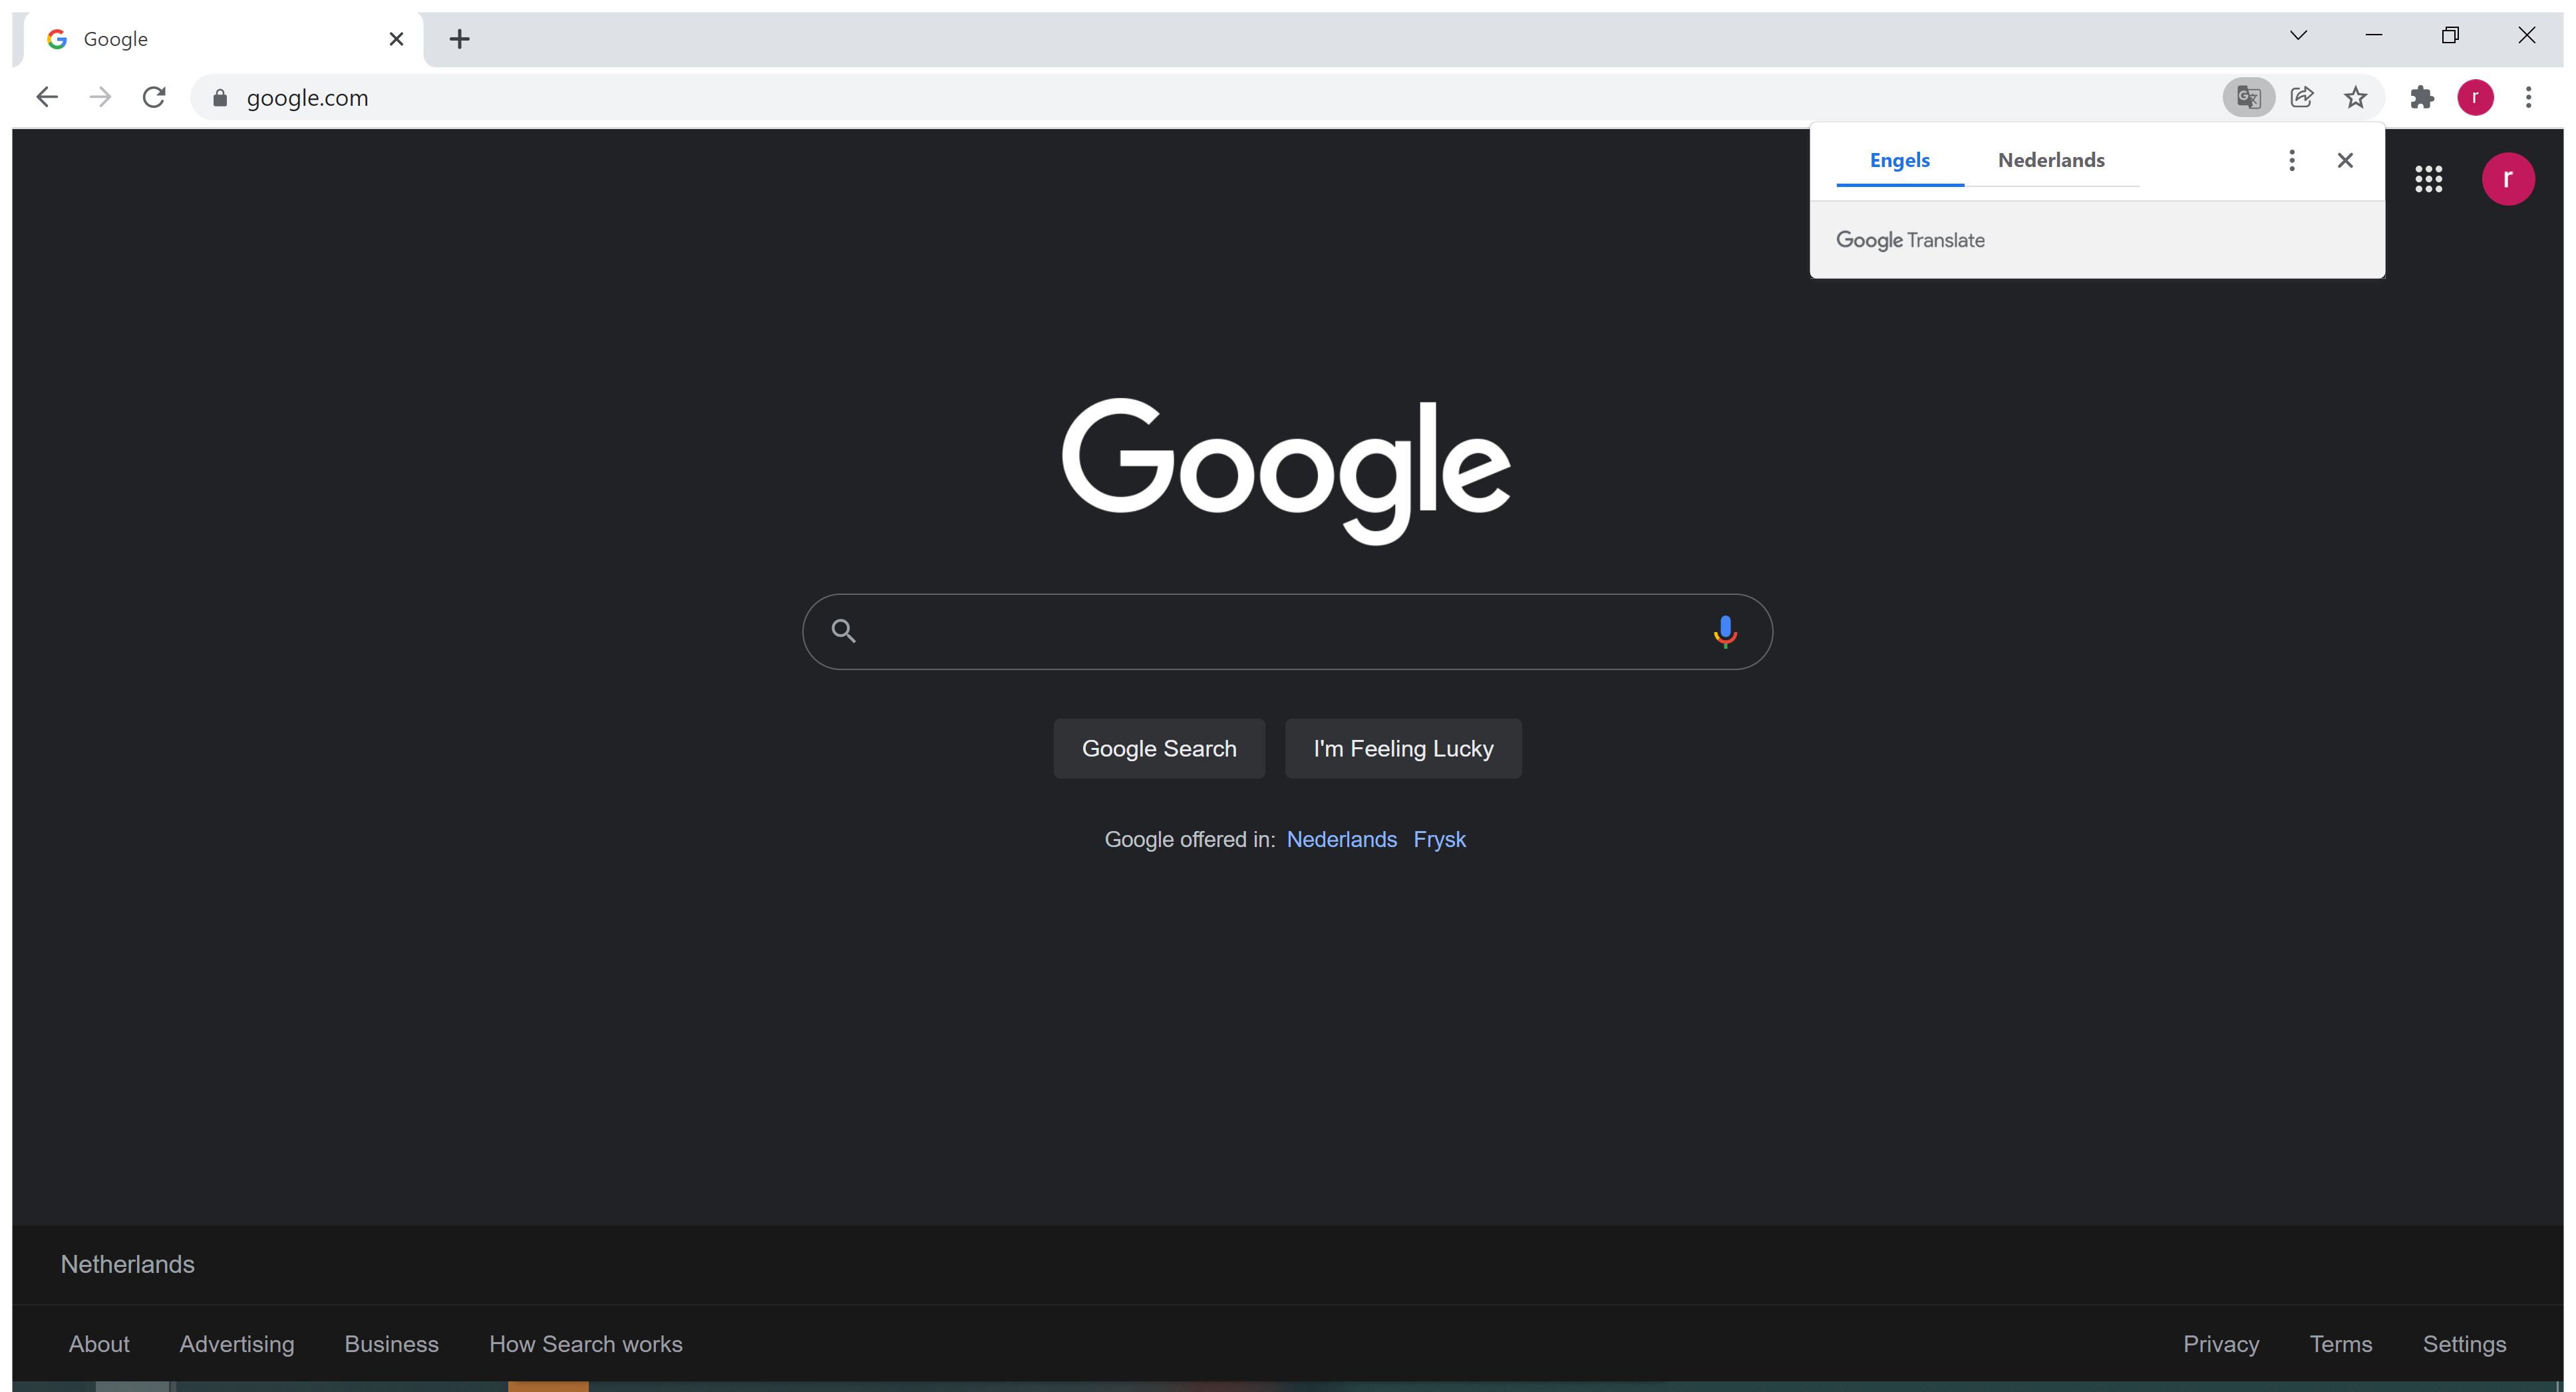 Google
google.com
r
Engels Nederlands
r
Google Translate
Google
Google Search I'm Feeling Lucky
Google offered in: Nederlands Frysk
Netherlands
About Advertising Business How Search works Privacy Terms Settings